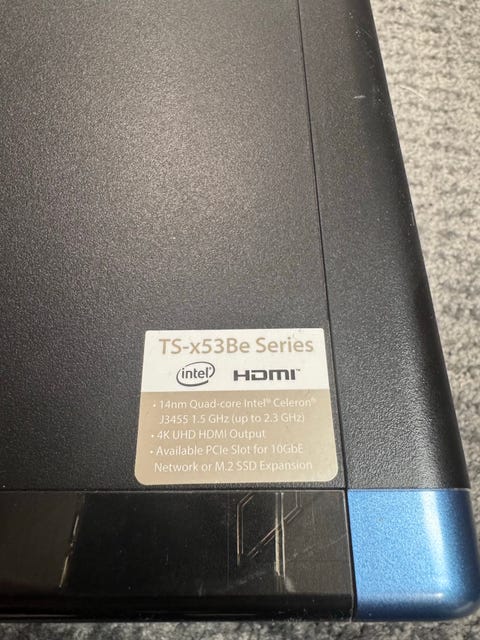 TS-x53Be Series
intel® HDMI™
• 14nm Quad-core Intel® Celeron®
J3455 1.5 GHz (up to 2.3 GHz)
• 4K UHD HDMI Output
• Available PCIe Slot for 10GbE
Network or M.2 SSD Expansion